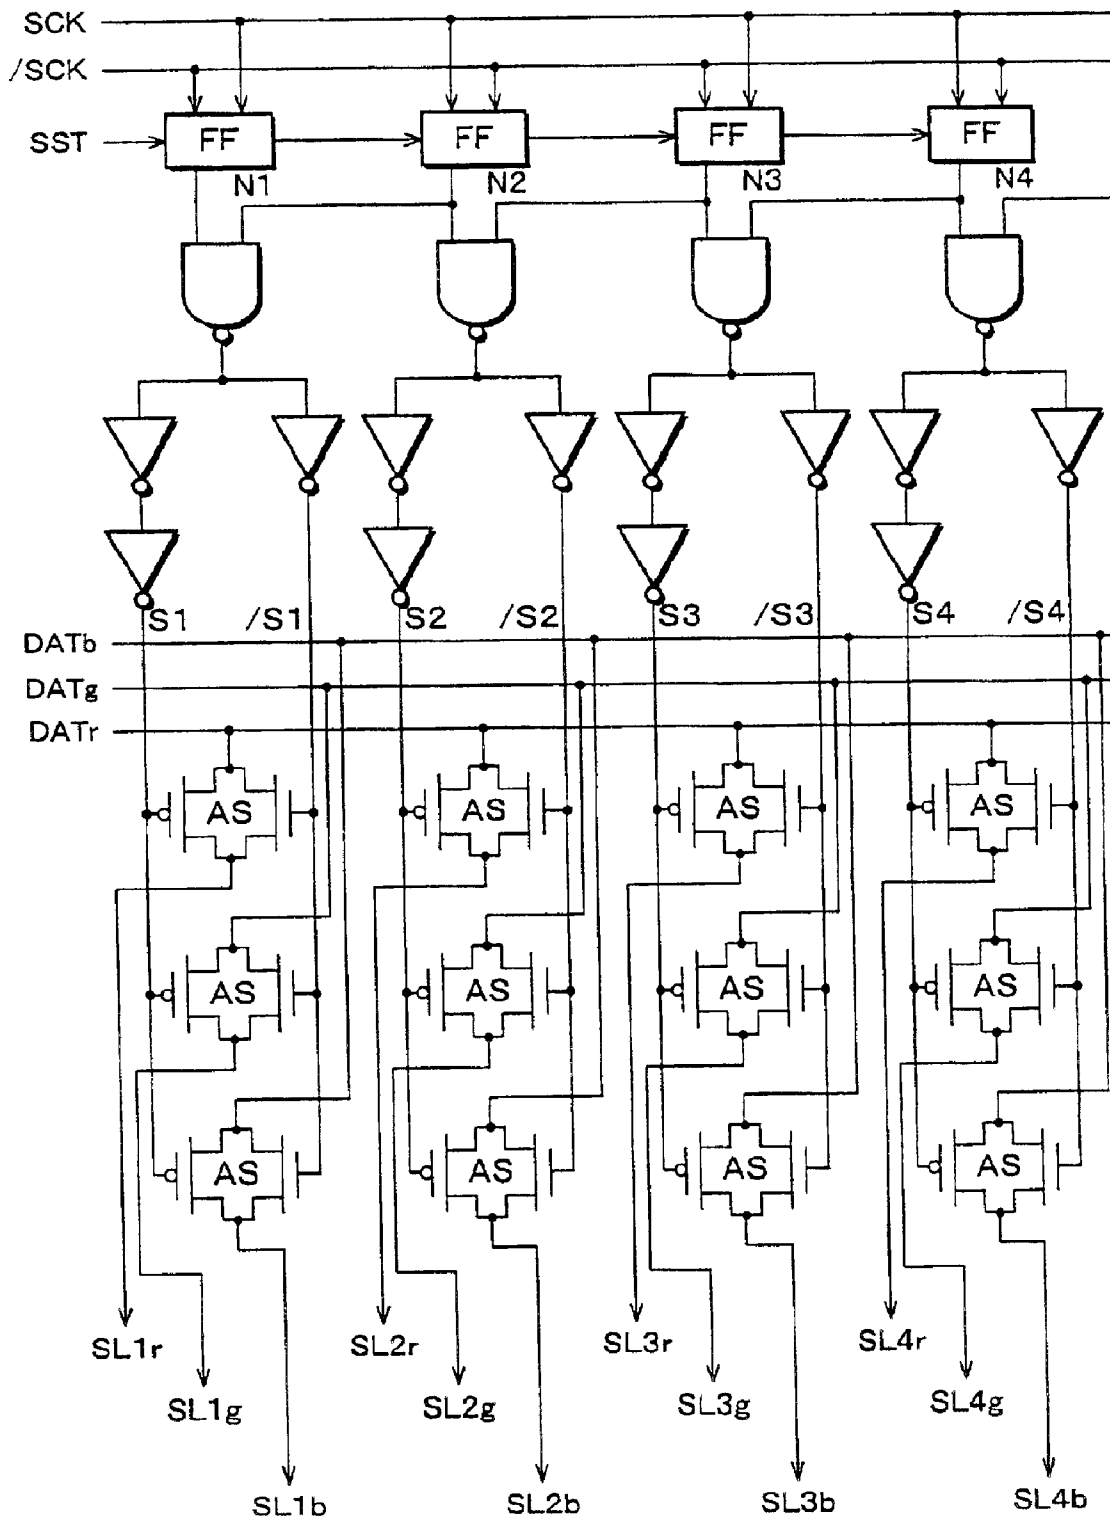 SCK
/SCK
SST
FF FF FF FF
N1 N2 N3 N4
S1 /S1 S2 /S2 S3 /S3 S4 /S4
DATb
DATg
DATr
AS AS AS AS
AS AS AS AS
AS AS AS AS
SL1r SL2r SL3r SL4r
SL1g SL2g SL3g SL4g
SL1b SL2b SL3b SL4b